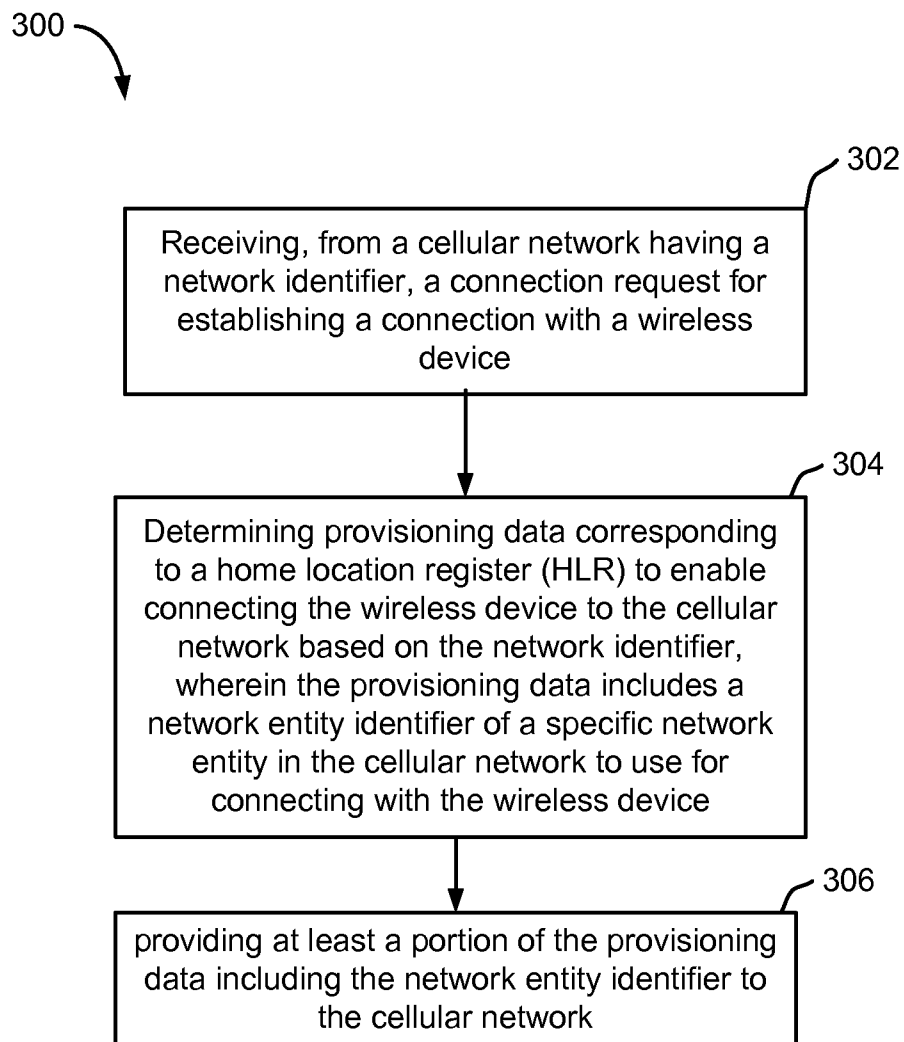 300
302
Receiving, from a cellular network having a
network identifier, a connection request for
establishing a connection with a wireless
device
304
Determining provisioning data corresponding
to a home location register (HLR) to enable
connecting the wireless device to the cellular
network based on the network identifier,
wherein the provisioning data includes a
network entity identifier of a specific network
entity in the cellular network to use for
connecting with the wireless device
306
providing at least a portion of the provisioning
data including the network entity identifier to
the cellular network